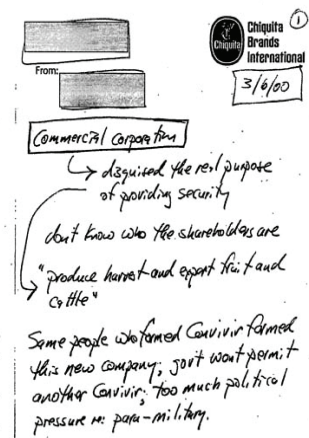 Chiquita
Chiquita
Brands
International
1
From:
3/6/00
Commercial corporation
disguised the real purpose
of providing security
don't know who the shareholders are
"produce harvest and export fruit and
cattle"
Same people who formed Convivir formed
this new company; gov't won't permit
another Convivir; too much political
pressure re: para-military.